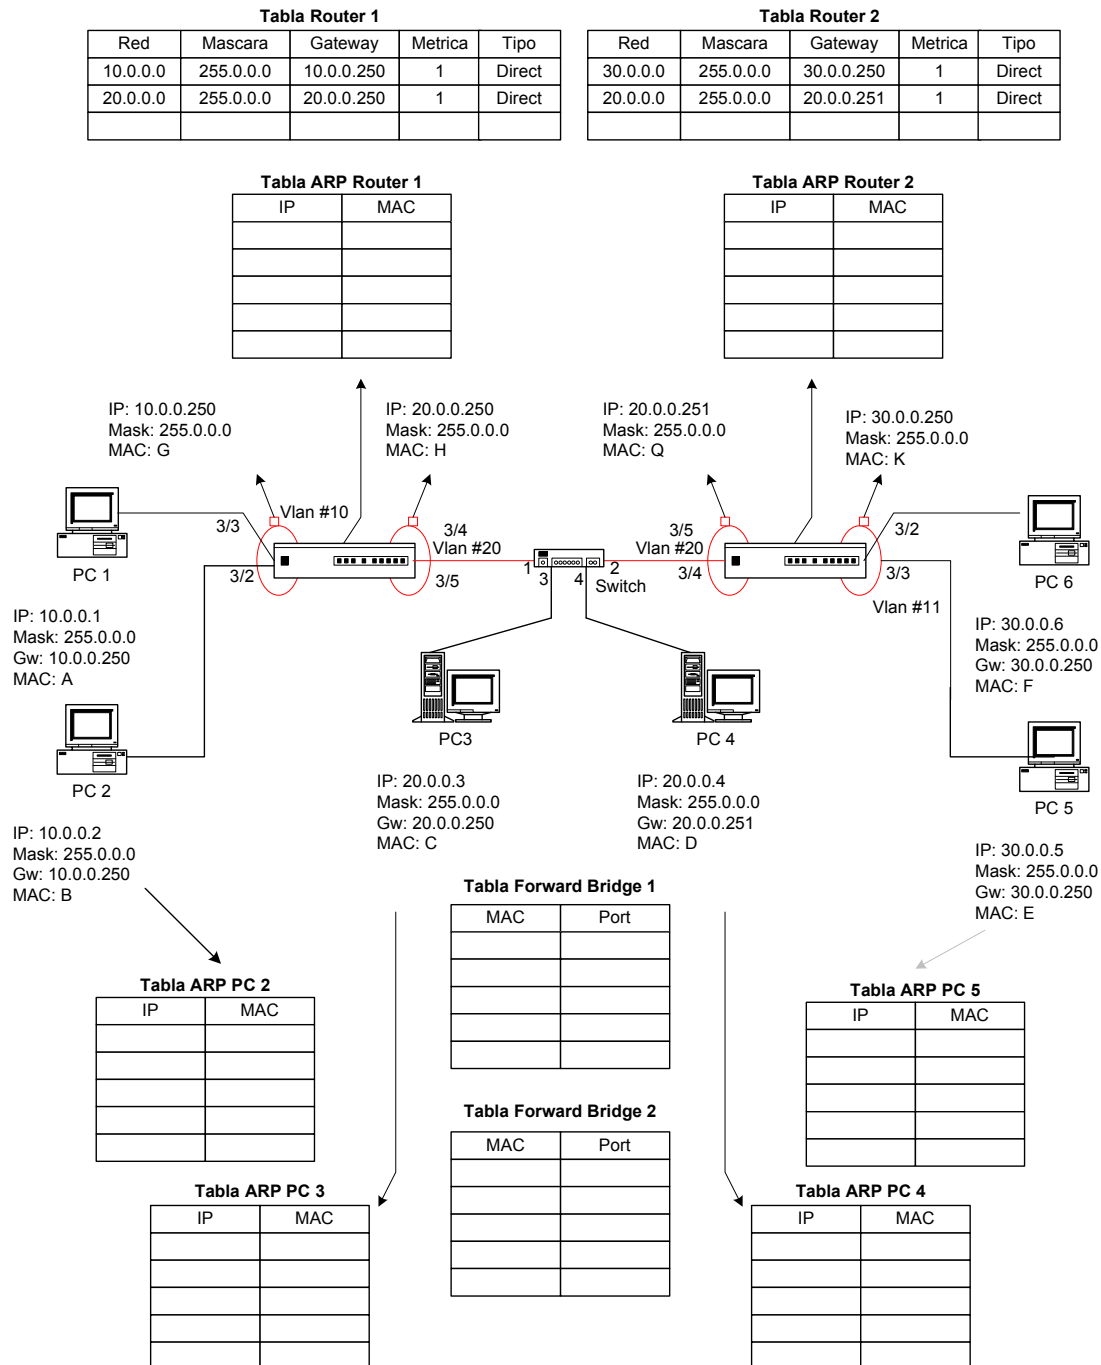 Tabla Router 1
Red Mascara Gateway Metrica Tipo
10.0.0.0 255.0.0.0 10.0.0.250 1 Direct
20.0.0.0 255.0.0.0 20.0.0.250 1 Direct
Tabla Router 2
Red Mascara Gateway Metrica Tipo
30.0.0.0 255.0.0.0 30.0.0.250 1 Direct
20.0.0.0 255.0.0.0 20.0.0.251 1 Direct
Tabla ARP Router 1
IP MAC
Tabla ARP Router 2
IP MAC
IP: 10.0.0.250
Mask: 255.0.0.0
MAC: G
IP: 20.0.0.250
Mask: 255.0.0.0
MAC: H
IP: 20.0.0.251
Mask: 255.0.0.0
MAC: Q
IP: 30.0.0.250
Mask: 255.0.0.0
MAC: K
3/3
Vlan #10
3/2
3/4
Vlan #20
3/5
1
3
4
2
Switch
3/5
Vlan #20
3/4
3/2
3/3
Vlan #11
PC 1
IP: 10.0.0.1
Mask: 255.0.0.0
Gw: 10.0.0.250
MAC: A
PC 6
IP: 30.0.0.6
Mask: 255.0.0.0
Gw: 30.0.0.250
MAC: F
PC 2
IP: 10.0.0.2
Mask: 255.0.0.0
Gw: 10.0.0.250
MAC: B
PC3
IP: 20.0.0.3
Mask: 255.0.0.0
Gw: 20.0.0.250
MAC: C
PC 4
IP: 20.0.0.4
Mask: 255.0.0.0
Gw: 20.0.0.251
MAC: D
PC 5
IP: 30.0.0.5
Mask: 255.0.0.0
Gw: 30.0.0.250
MAC: E
Tabla Forward Bridge 1
MAC Port
Tabla ARP PC 2
IP MAC
Tabla ARP PC 5
IP MAC
Tabla Forward Bridge 2
MAC Port
Tabla ARP PC 3
IP MAC
Tabla ARP PC 4
IP MAC